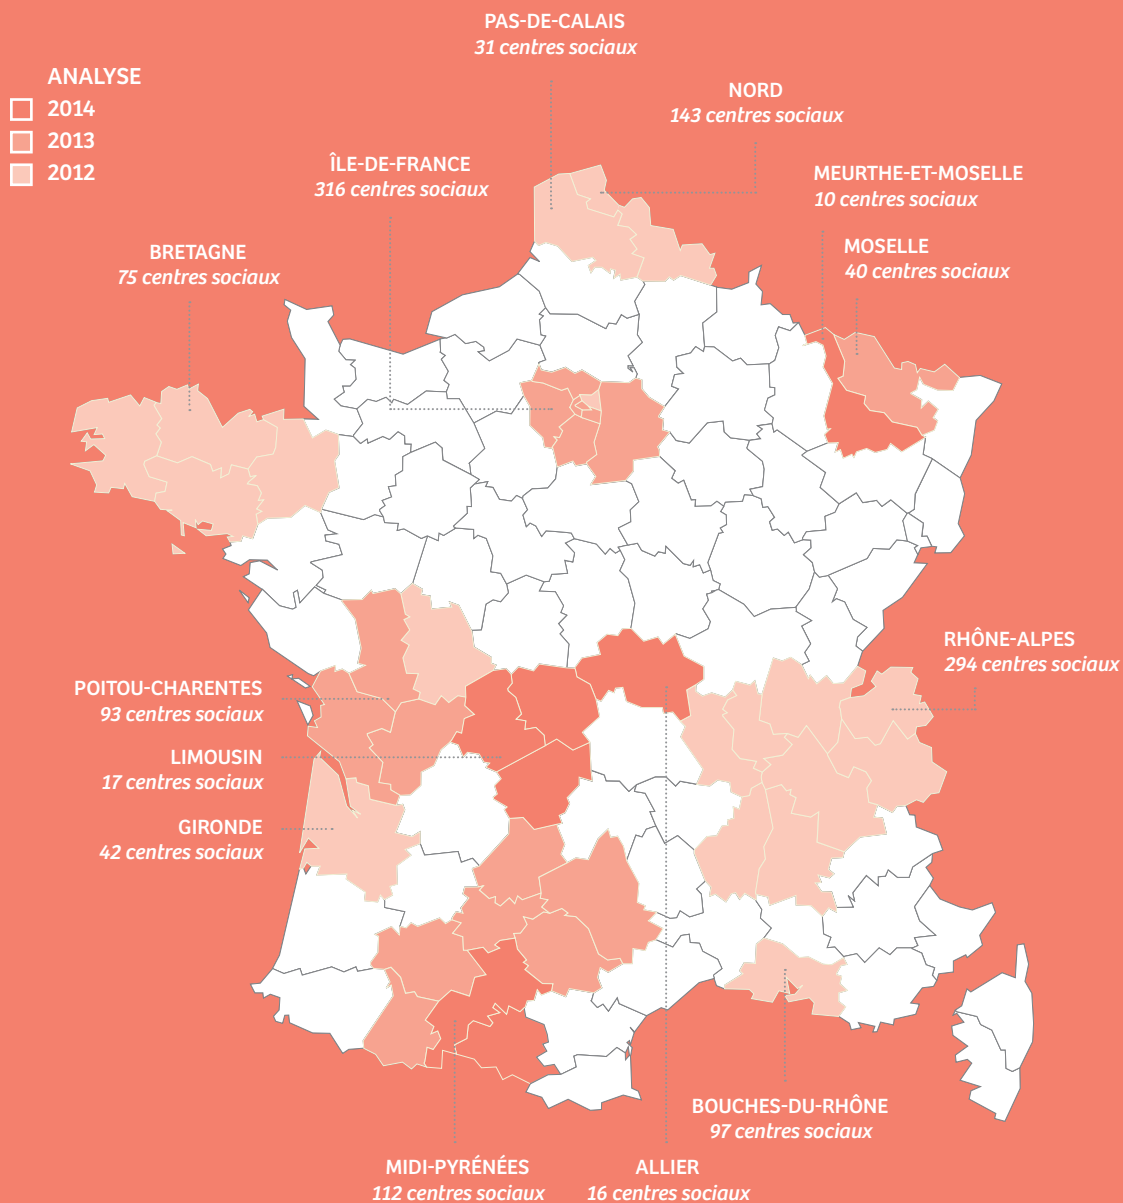 PAS-DE-CALAIS
31 centres sociaux
ANALYSE
2014
2013
2012
NORD
143 centres sociaux
ÎLE-DE-FRANCE
316 centres sociaux
MEURTHE-ET-MOSELLE
10 centres sociaux
BRETAGNE
75 centres sociaux
MOSELLE
40 centres sociaux
RHÔNE-ALPES
294 centres sociaux
POITOU-CHARENTES
93 centres sociaux
LIMOUSIN
17 centres sociaux
GIRONDE
42 centres sociaux
BOUCHES-DU-RHÔNE
97 centres sociaux
MIDI-PYRÉNÉES
112 centres sociaux
ALLIER
16 centres sociaux